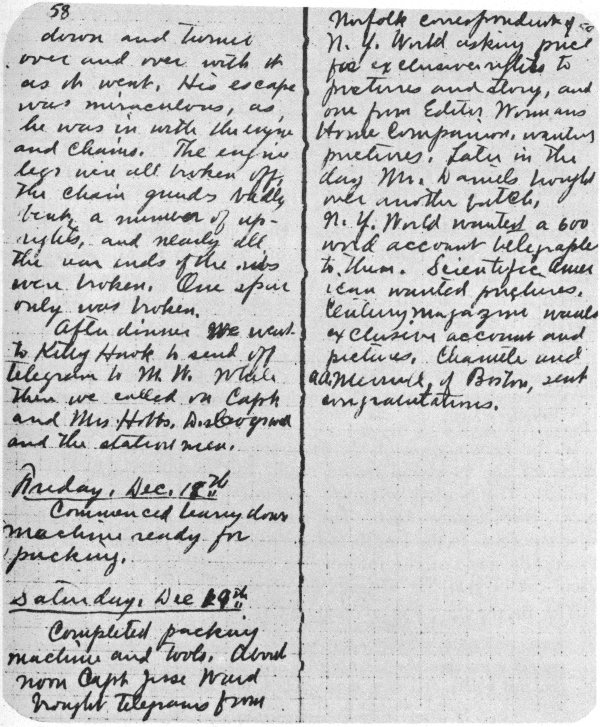 58
down and turned
over and over with it
as it went. His escape
was miraculous, as
he was in with the engine
and chains. The engine
legs were all broken off,
the chain guides badly
bent, a number of up-
rights, and nearly all
the rear ends of the ribs
were broken. One spar
only was broken.
After dinner we went
to Kitty Hawk to send off
telegram to M. W. While
there we called on Capt.
and Mrs Hobbs, Dr. Cogswell
and the station men.
Friday, Dec. 18th
Commenced tearing down
machine ready for
packing.
Saturday, Dec 19th
Completed packing
machine and tools. About
noon Capt Jesse Ward
brought telegrams from
Norfolk correspondent of
N. Y. World asking price
for exclusive rights to
pictures and story, and
one from Editor Womans
Home Companion, wanting
pictures. Later in the
day Mr. Daniels brought
over another batch.
N. Y. World wanted a 600
word account telegraphed
to them. Scientific Amer
ican wanted pictures.
Century magazine wants
exclusive account and
pictures. Chanute and
Merrill, of Boston, sent
congratulations.